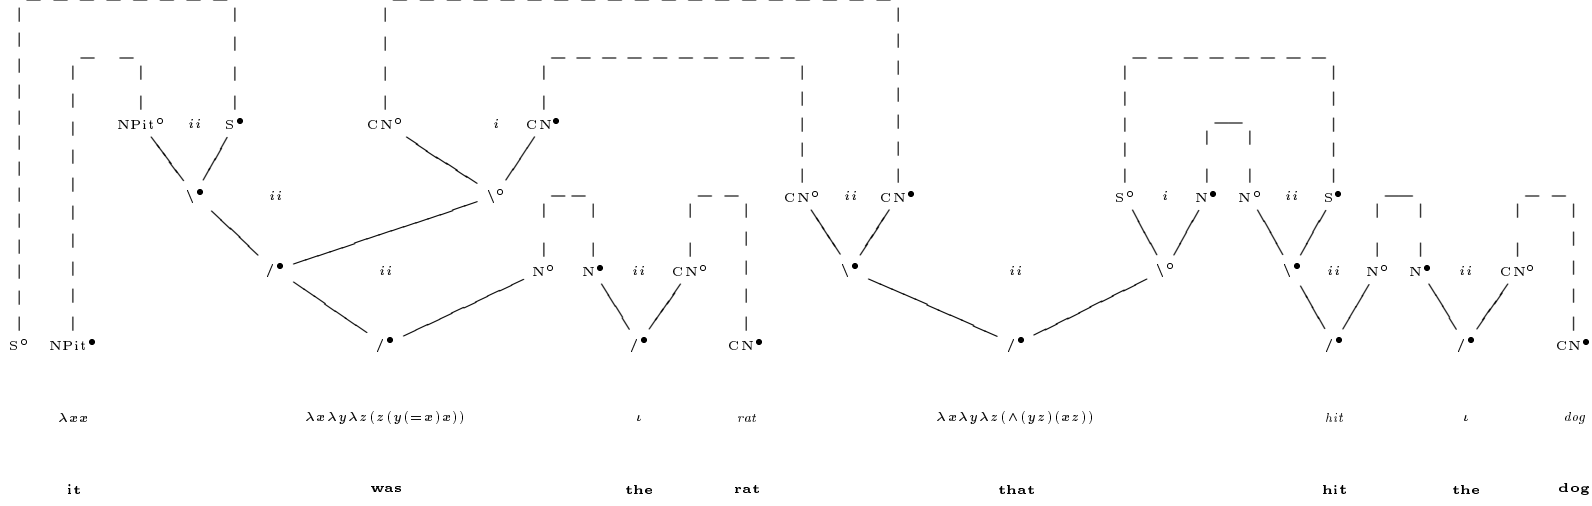 NPit° ii S• CN° i CN•
\• ii \° CN° ii CN• S° i N• N° ii S•
/• ii N° N• ii CN° \• ii \° \• ii N° N• ii CN°
S° NPit• /• /• CN• /• /• /• CN•
λxx λxλyλz(z(y(=x)x)) ι rat λxλyλz(∧(yz)(xz)) hit ι dog
it was the rat that hit the dog